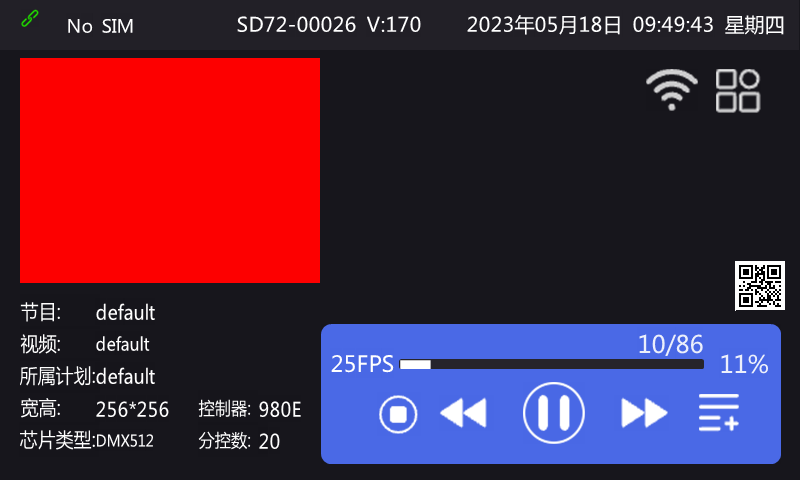 No SIM SD72-00026 V:170 2023年05月18日 09:49:43 星期四
节目: default
视频: default
所属计划:default
宽高: 256*256 控制器: 980E
芯片类型:DMX512 分控数: 20
10/86
25FPS 11%